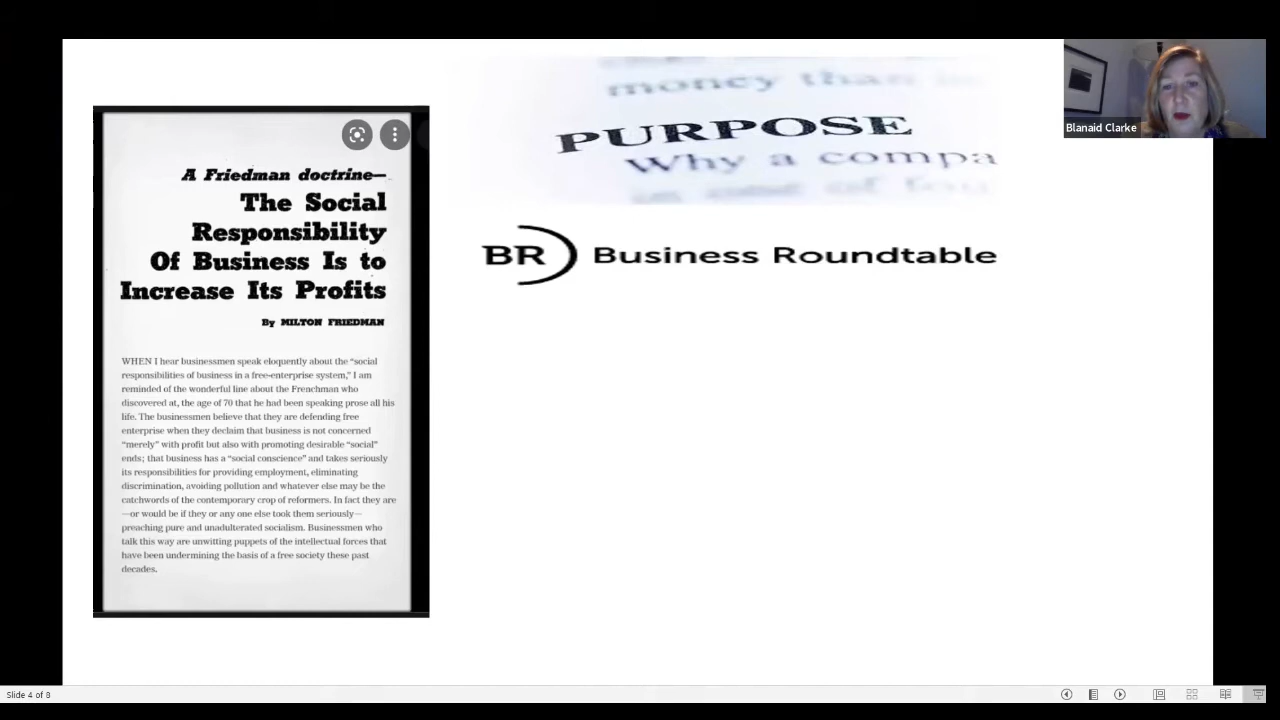 A Friedman doctrine—
The Social
Responsibility
Of Business Is to
Increase Its Profits
By MILTON FRIEDMAN
WHEN I hear businessmen speak eloquently about the “social
responsibilities of business in a free-enterprise system,” I am
reminded of the wonderful line about the Frenchman who
discovered at, the age of 70 that he had been speaking prose all his
life. The businessmen believe that they are defending free
enterprise when they declaim that business is not concerned
“merely” with profit but also with promoting desirable “social”
ends; that business has a “social conscience” and takes seriously
its responsibilities for providing employment, eliminating
discrimination, avoiding pollution and whatever else may be the
catchwords of the contemporary crop of reformers. In fact they are
—or would be if they or any one else took them seriously—
preaching pure and unadulterated socialism. Businessmen who
talk this way are unwitting puppets of the intellectual forces that
have been undermining the basis of a free society these past
decades.
money than
PURPOSE
Why a compa
BR Business Roundtable
Blanaid Clarke
Slide 4 of 8